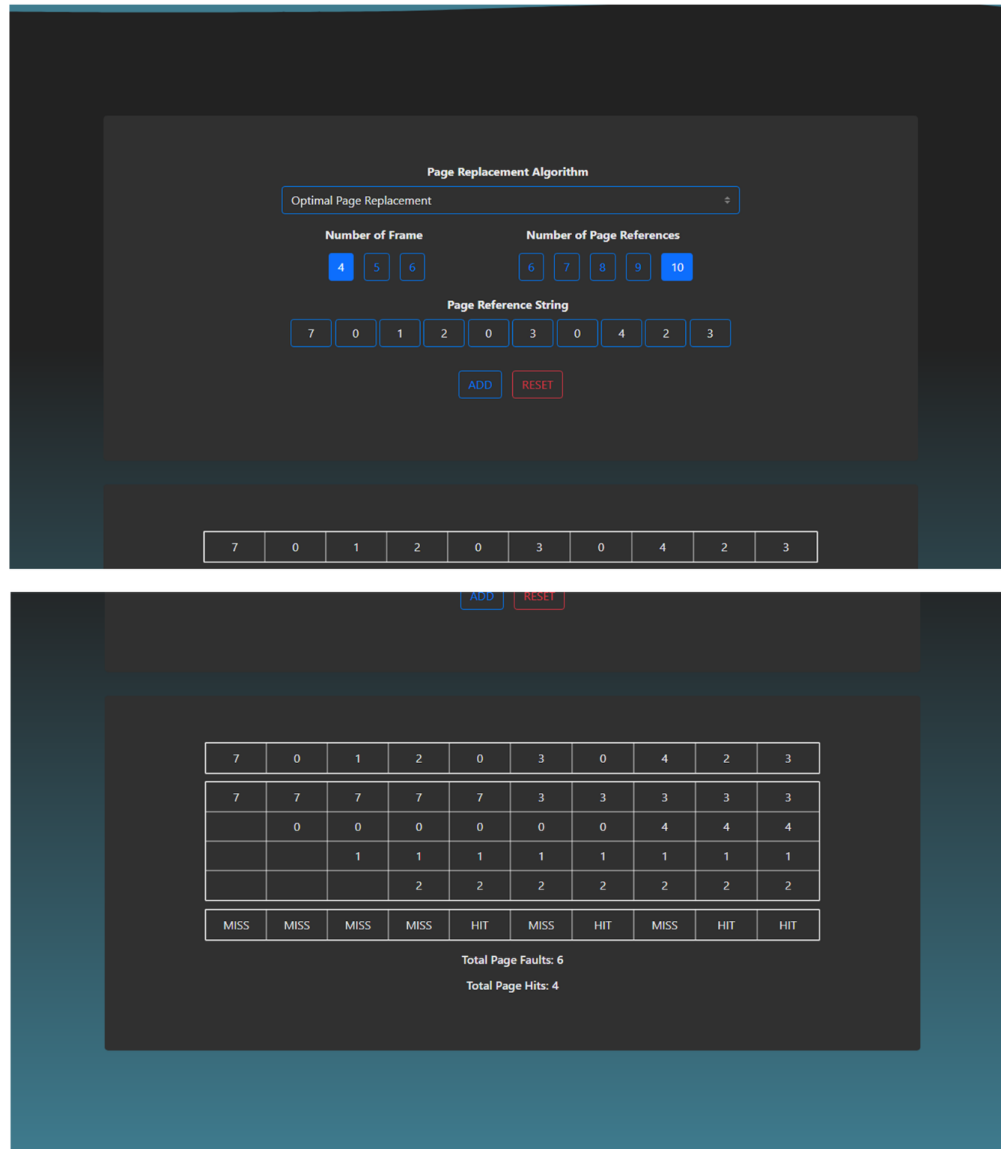 Page Replacement Algorithm
Optimal Page Replacement
Number of Frame Number of Page References
4 5 6 6 7 8 9 10
Page Reference String
7 0 1 2 0 3 0 4 2 3
ADD RESET
7 0 1 2 0 3 0 4 2 3
ADD RESET
7 0 1 2 0 3 0 4 2 3
7 7 7 7 7 3 3 3 3 3
0 0 0 0 0 0 4 4 4
1 1 1 1 1 1 1 1
2 2 2 2 2 2 2
MISS MISS MISS MISS HIT MISS HIT MISS HIT HIT
Total Page Faults: 6
Total Page Hits: 4